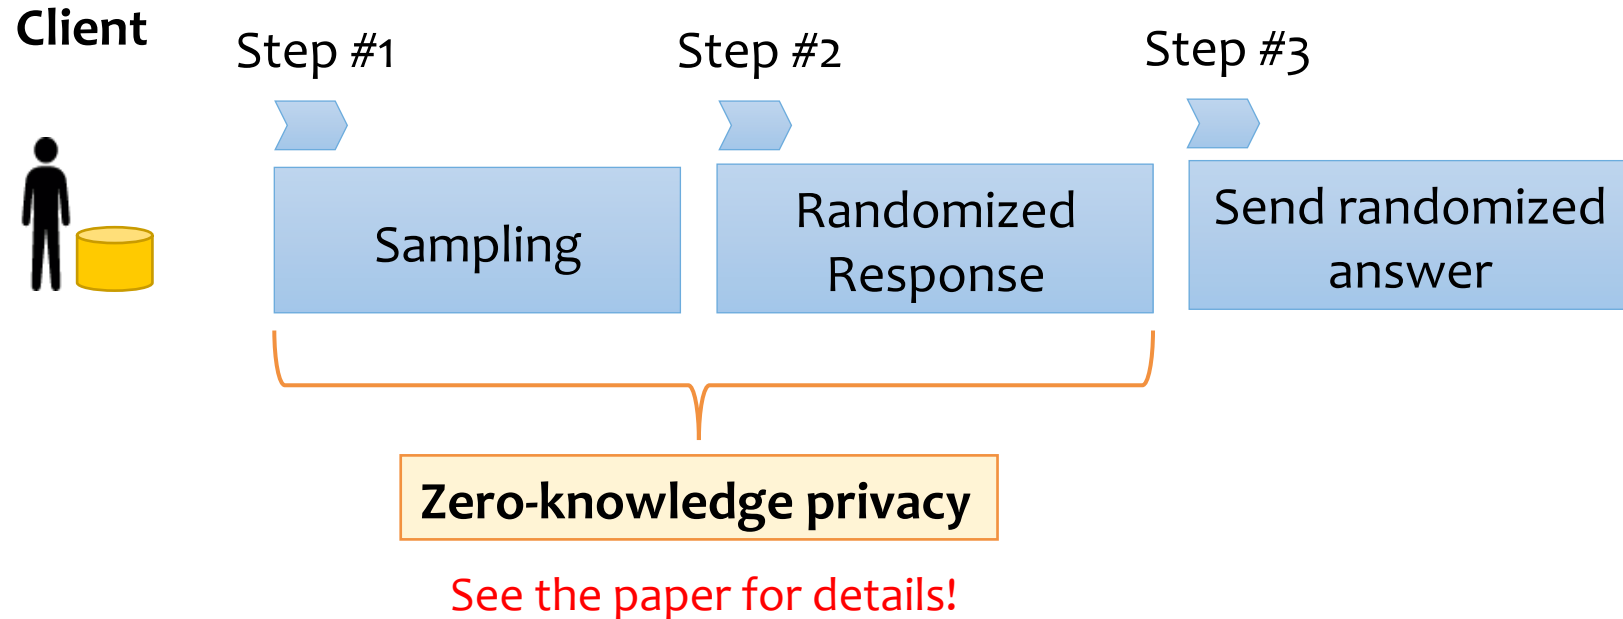 Client
Step #1
Step #2
Step #3
Sampling
Randomized
Response
Send randomized
answer
Zero-knowledge privacy
See the paper for details!